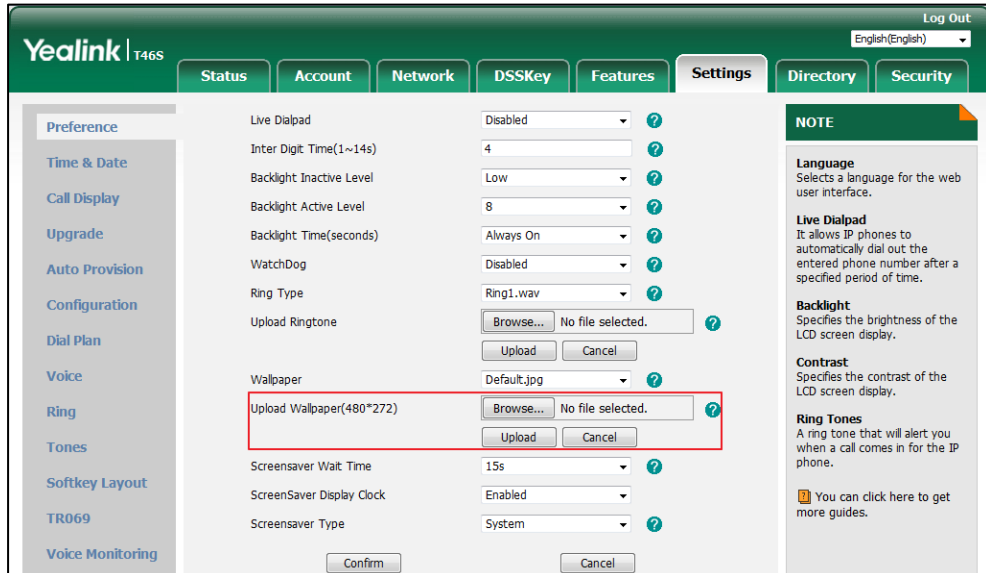 Log Out
English(English)
Yealink T46S
Status Account Network DSSKey Features Settings Directory Security
Preference
Time & Date
Call Display
Upgrade
Auto Provision
Configuration
Dial Plan
Voice
Ring
Tones
Softkey Layout
TR069
Voice Monitoring
Live Dialpad Disabled ?
Inter Digit Time(1~14s) 4 ?
Backlight Inactive Level Low ?
Backlight Active Level 8 ?
Backlight Time(seconds) Always On ?
WatchDog Disabled ?
Ring Type Ring1.wav ?
Upload Ringtone Browse... No file selected. ?
Upload Cancel
Wallpaper Default.jpg ?
Upload Wallpaper(480*272) Browse... No file selected. ?
Upload Cancel
Screensaver Wait Time 15s ?
ScreenSaver Display Clock Enabled
Screensaver Type System ?
Confirm Cancel
NOTE
Language
Selects a language for the web
user interface.
Live Dialpad
It allows IP phones to
automatically dial out the
entered phone number after a
specified period of time.
Backlight
Specifies the brightness of the
LCD screen display.
Contrast
Specifies the contrast of the
LCD screen display.
Ring Tones
A ring tone that will alert you
when a call comes in for the IP
phone.
? You can click here to get
more guides.